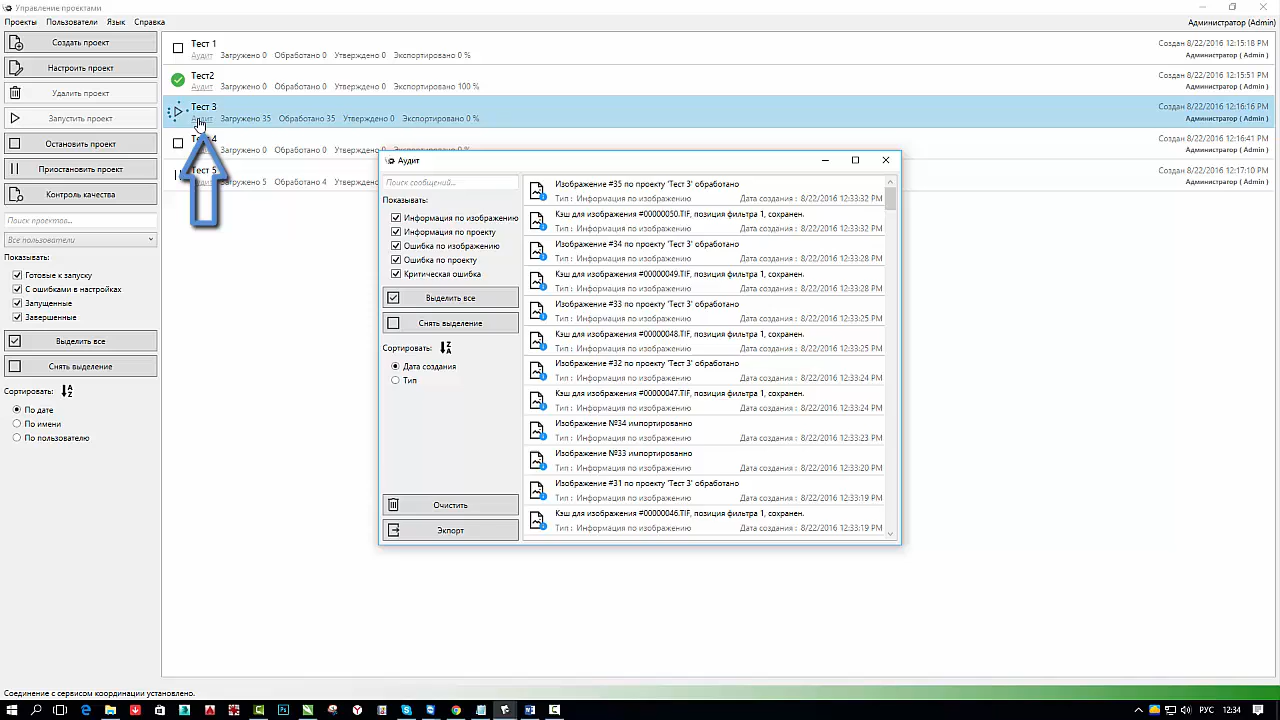 Управление проектами
Проекты Пользователи Язык Справка
Администратор (Admin)
Создать проект
Настроить проект
Удалить проект
Запустить проект
Остановить проект
Приостановить проект
Контроль качества
Поиск проектов...
Все пользователи
Показывать:
Готовые к запуску
С ошибками в настройках
Запущенные
Завершенные
Выделить все
Снять выделение
Сортировать:
По дате
По имени
По пользователю
Тест 1
Аудит Загружено 0 Обработано 0 Утверждено 0 Экспортировано 0 %
Создан 8/22/2016 12:15:18 PM
Администратор ( Admin )
Тест2
Аудит Загружено 0 Обработано 0 Утверждено 0 Экспортировано 100 %
Создан 8/22/2016 12:15:51 PM
Администратор ( Admin )
Тест 3
Аудит Загружено 35 Обработано 35 Утверждено 0 Экспортировано 0 %
Создан 8/22/2016 12:16:16 PM
Администратор ( Admin )
4
Загружено 0 Обработано 0 Утверждено 0 Экспортировано 0 %
Создан 8/22/2016 12:16:41 PM
Администратор ( Admin )
Тест 5
Загружено 5 Обработано 4
Создан 8/22/2016 12:17:10 PM
Администратор ( Admin )
Аудит
Поиск сообщений...
Показывать:
Информация по изображению
Информация по проекту
Ошибка по изображению
Ошибка по проекту
Критическая ошибка
Выделить все
Снять выделение
Сортировать:
Дата создания
Тип
Очистить
Экспорт
Изображение #35 по проекту 'Тест 3' обработано
Тип : Информация по изображению Дата создания : 8/22/2016 12:33:32 PM
Кэш для изображения #00000050.TIF, позиция фильтра 1, сохранен.
Тип : Информация по изображению Дата создания : 8/22/2016 12:33:32 PM
Изображение #34 по проекту 'Тест 3' обработано
Тип : Информация по изображению Дата создания : 8/22/2016 12:33:28 PM
Кэш для изображения #00000049.TIF, позиция фильтра 1, сохранен.
Тип : Информация по изображению Дата создания : 8/22/2016 12:33:28 PM
Изображение #33 по проекту 'Тест 3' обработано
Тип : Информация по изображению Дата создания : 8/22/2016 12:33:25 PM
Кэш для изображения #00000048.TIF, позиция фильтра 1, сохранен.
Тип : Информация по изображению Дата создания : 8/22/2016 12:33:25 PM
Изображение #32 по проекту 'Тест 3' обработано
Тип : Информация по изображению Дата создания : 8/22/2016 12:33:24 PM
Кэш для изображения #00000047.TIF, позиция фильтра 1, сохранен.
Тип : Информация по изображению Дата создания : 8/22/2016 12:33:24 PM
Изображение №34 импортированно
Тип : Информация по изображению Дата создания : 8/22/2016 12:33:23 PM
Изображение №33 импортированно
Тип : Информация по изображению Дата создания : 8/22/2016 12:33:20 PM
Изображение #31 по проекту 'Тест 3' обработано
Тип : Информация по изображению Дата создания : 8/22/2016 12:33:19 PM
Кэш для изображения #00000046.TIF, позиция фильтра 1, сохранен.
Тип : Информация по изображению Дата создания : 8/22/2016 12:33:19 PM
Соединение с сервисом координации установлено.
РУС 12:34